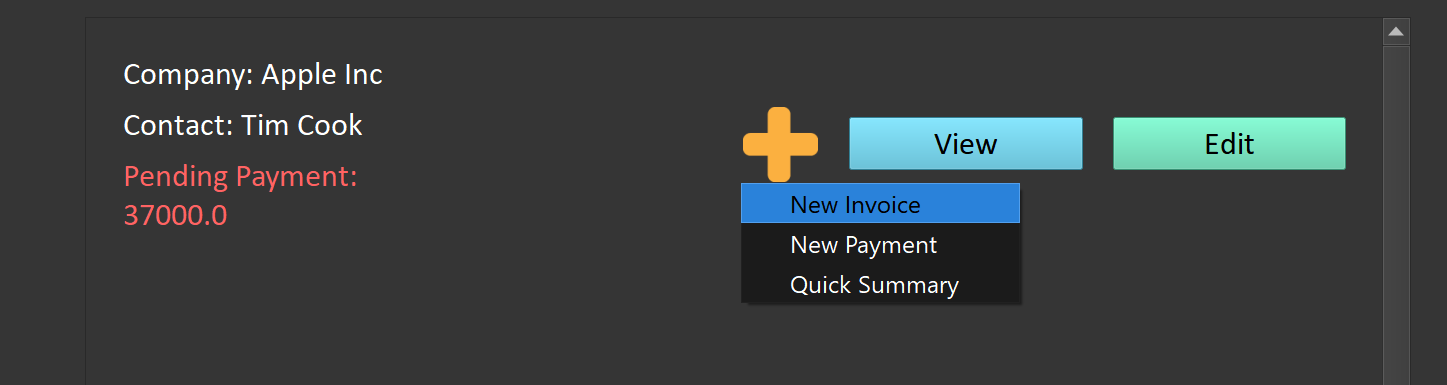 Company: Apple Inc
Contact: Tim Cook
Pending Payment:
37000.0
View
Edit
New Invoice
New Payment
Quick Summary